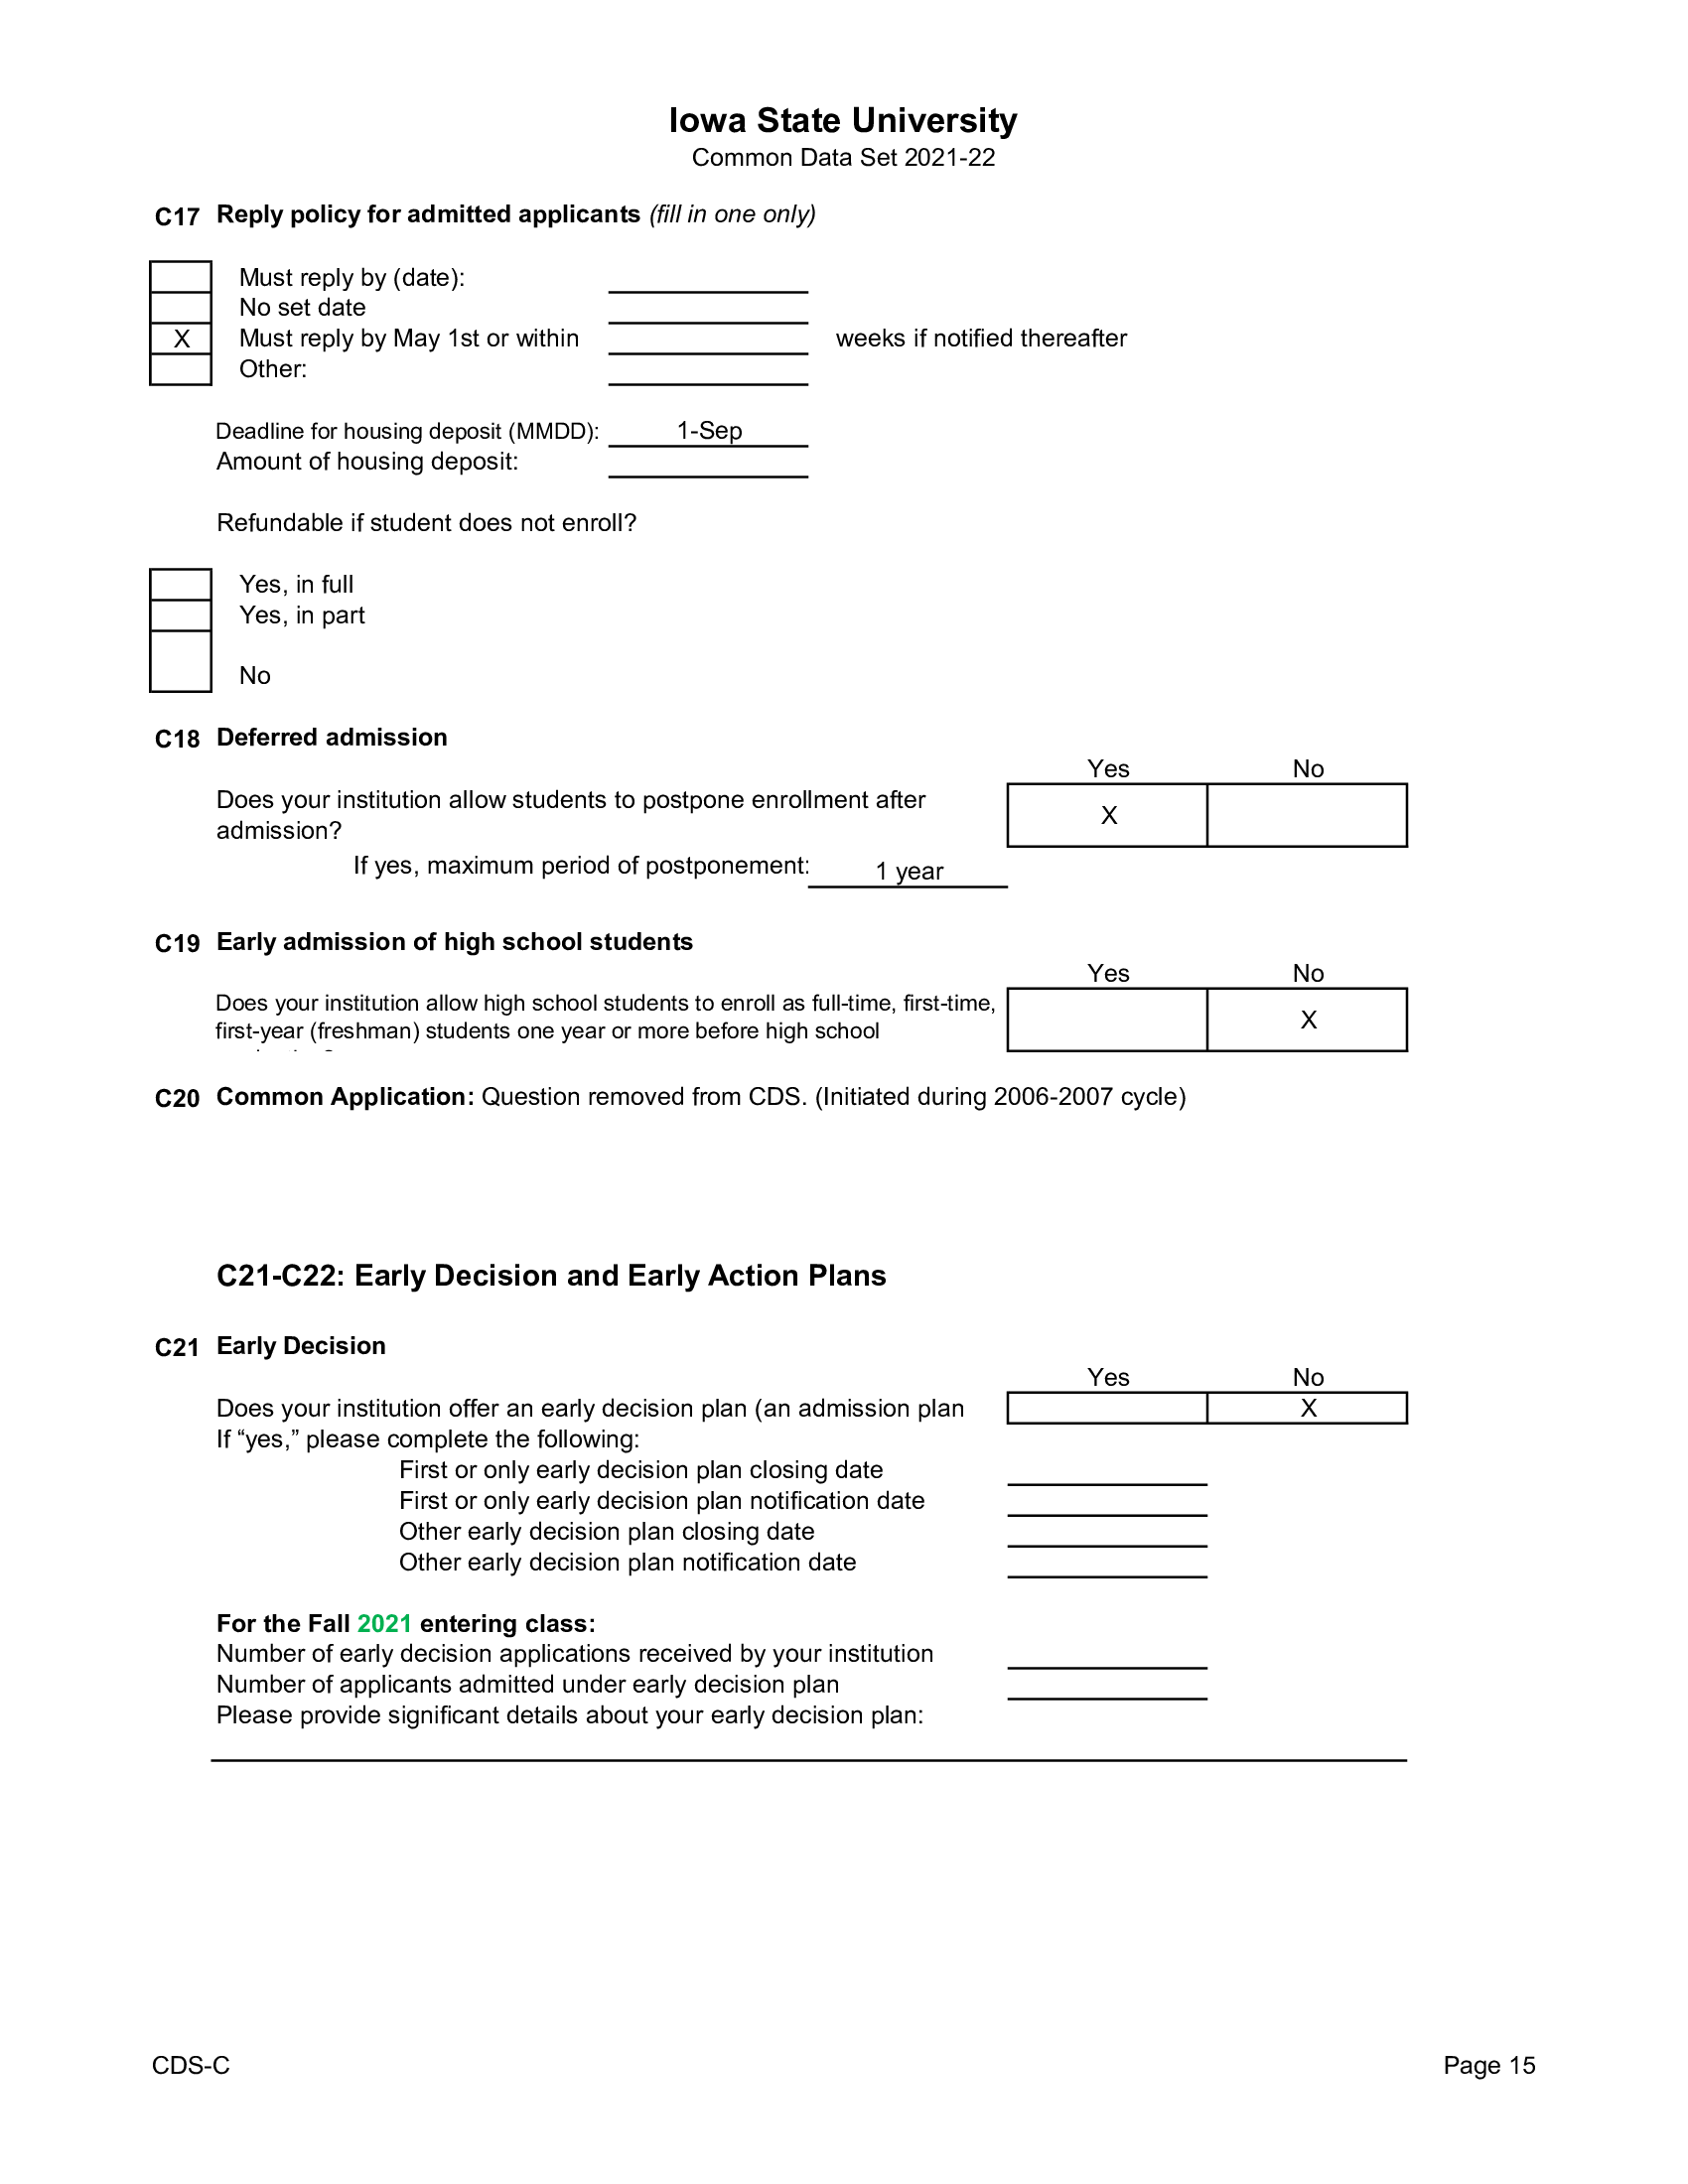 Iowa State University
Common Data Set 2021-22
C17 Reply policy for admitted applicants (fill in one only)
Must reply by (date):
No set date
X Must reply by May 1st or within weeks if notified thereafter
Other:
Deadline for housing deposit (MMDD): 1-Sep
Amount of housing deposit:
Refundable if student does not enroll?
Yes, in full
Yes, in part
No
C18 Deferred admission
Yes No
Does your institution allow students to postpone enrollment after
admission?
X
If yes, maximum period of postponement: 1 year
C19 Early admission of high school students
Yes No
Does your institution allow high school students to enroll as full-time, first-time,
first-year (freshman) students one year or more before high school
X
C20 Common Application: Question removed from CDS. (Initiated during 2006-2007 cycle)
C21-C22: Early Decision and Early Action Plans
C21 Early Decision
Yes No
Does your institution offer an early decision plan (an admission plan X
If “yes,” please complete the following:
First or only early decision plan closing date
First or only early decision plan notification date
Other early decision plan closing date
Other early decision plan notification date
For the Fall 2021 entering class:
Number of early decision applications received by your institution
Number of applicants admitted under early decision plan
Please provide significant details about your early decision plan:
CDS-C Page 15